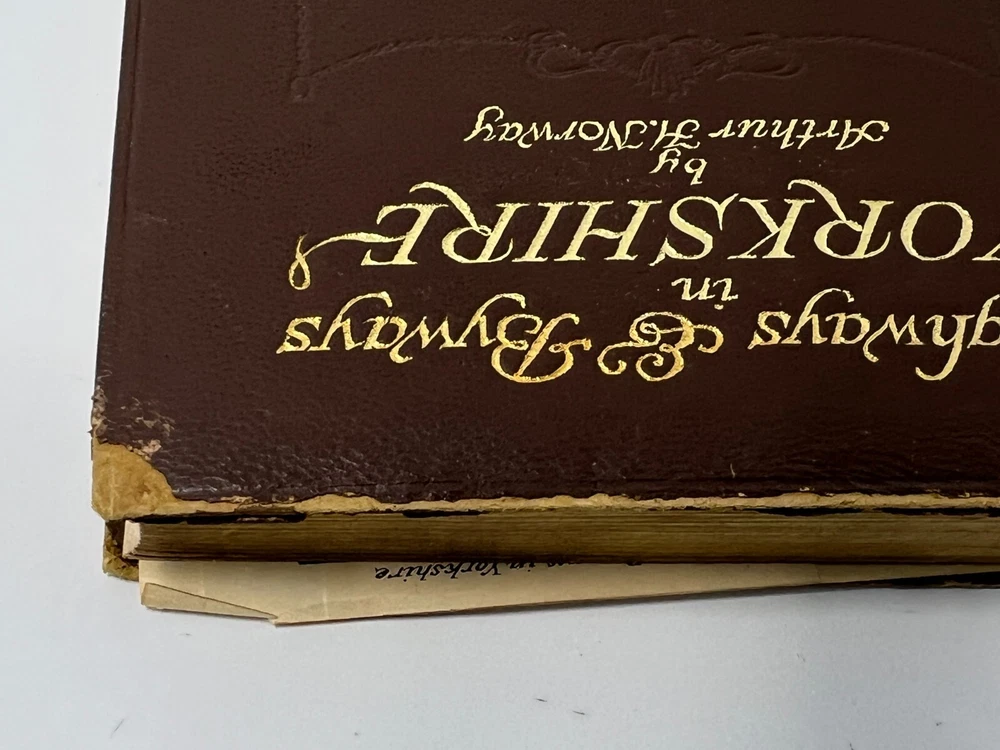 ghways & Byways
in
YORKSHIRE
by
Arthur H. Norway
in Yorkshire